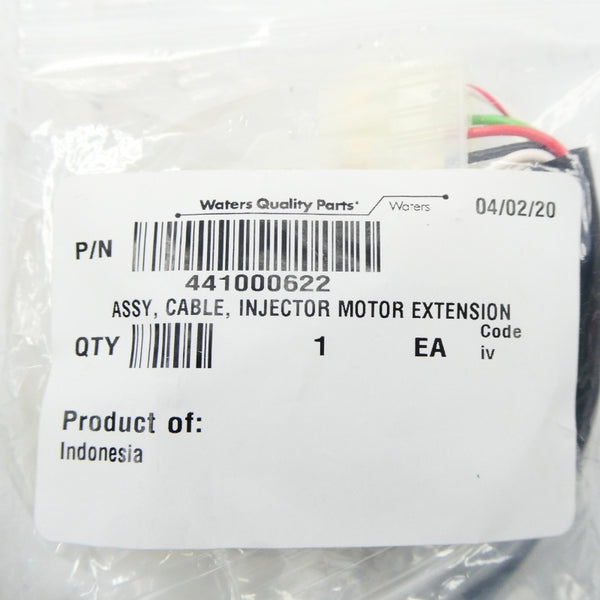 Waters Quality Parts
Waters
04/02/20
P/N
441000622
ASSY, CABLE, INJECTOR MOTOR EXTENSION
QTY 1 EA Code iv
Product of:
Indonesia